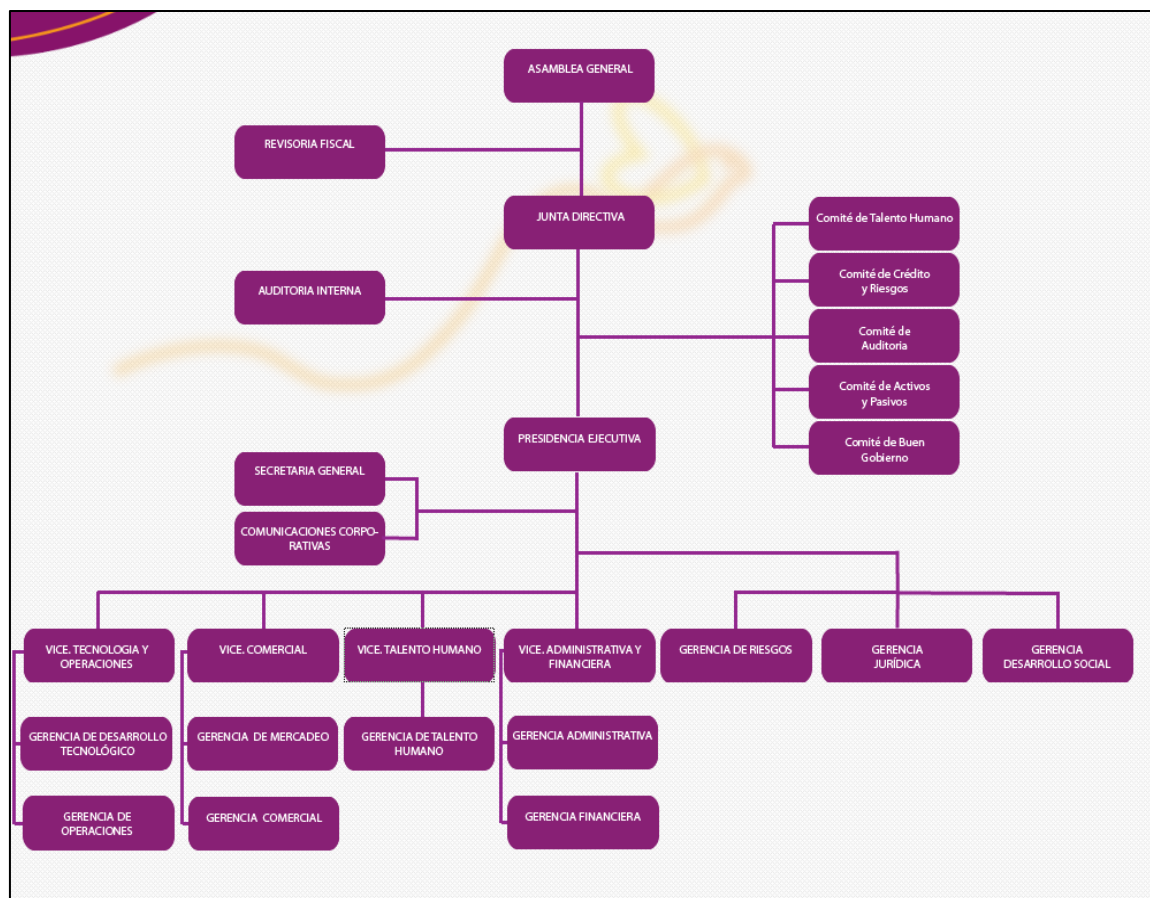 ASAMBLEA GENERAL
REVISORIA FISCAL
JUNTA DIRECTIVA
Comité de Talento Humano
Comité de Crédito
y Riesgos
AUDITORIA INTERNA
Comité de
Auditoria
Comité de Activos
y Pasivos
PRESIDENCIA EJECUTIVA
Comité de Buen
Gobierno
SECRETARIA GENERAL
COMUNICACIONES CORPO-
RATIVAS
VICE. TECNOLOGIA Y
OPERACIONES
VICE. COMERCIAL
VICE. TALENTO HUMANO
VICE. ADMINISTRATIVA Y
FINANCIERA
GERENCIA DE RIESGOS
GERENCIA
JURÍDICA
GERENCIA
DESARROLLO SOCIAL
GERENCIA DE DESARROLLO
TECNOLÓGICO
GERENCIA DE MERCADEO
GERENCIA DE TALENTO
HUMANO
GERENCIA ADMINISTRATIVA
GERENCIA DE
OPERACIONES
GERENCIA COMERCIAL
GERENCIA FINANCIERA